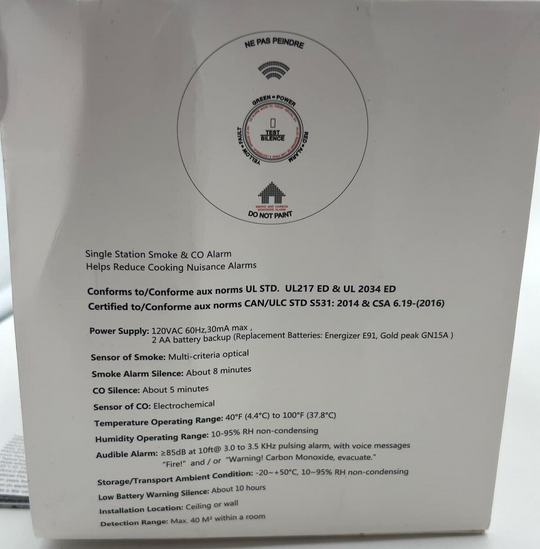 NE PAS PEINDRE
GREEN = POWER
TEST
SILENCE
YELLOW = FAULT
RED = ALARM
DO NOT PAINT
Single Station Smoke & CO Alarm
Helps Reduce Cooking Nuisance Alarms
Conforms to/Conforme aux norms UL STD. UL217 ED & UL 2034 ED
Certified to/Conforme aux norms CAN/ULC STD S531: 2014 & CSA 6.19-(2016)
Power Supply: 120VAC 60Hz,30mA max ,
2 AA battery backup (Replacement Batteries: Energizer E91, Gold peak GN15A )
Sensor of Smoke: Multi-criteria optical
Smoke Alarm Silence: About 8 minutes
CO Silence: About 5 minutes
Sensor of CO: Electrochemical
Temperature Operating Range: 40°F (4.4°C) to 100°F (37.8°C)
Humidity Operating Range: 10-95% RH non-condensing
Audible Alarm: ≥85dB at 10ft@ 3.0 to 3.5 KHz pulsing alarm, with voice messages
"Fire!" and / or "Warning! Carbon Monoxide, evacuate."
Storage/Transport Ambient Condition: -20~+50°C, 10~95% RH non-condensing
Low Battery Warning Silence: About 10 hours
Installation Location: Ceiling or wall
Detection Range: Max. 40 M² within a room